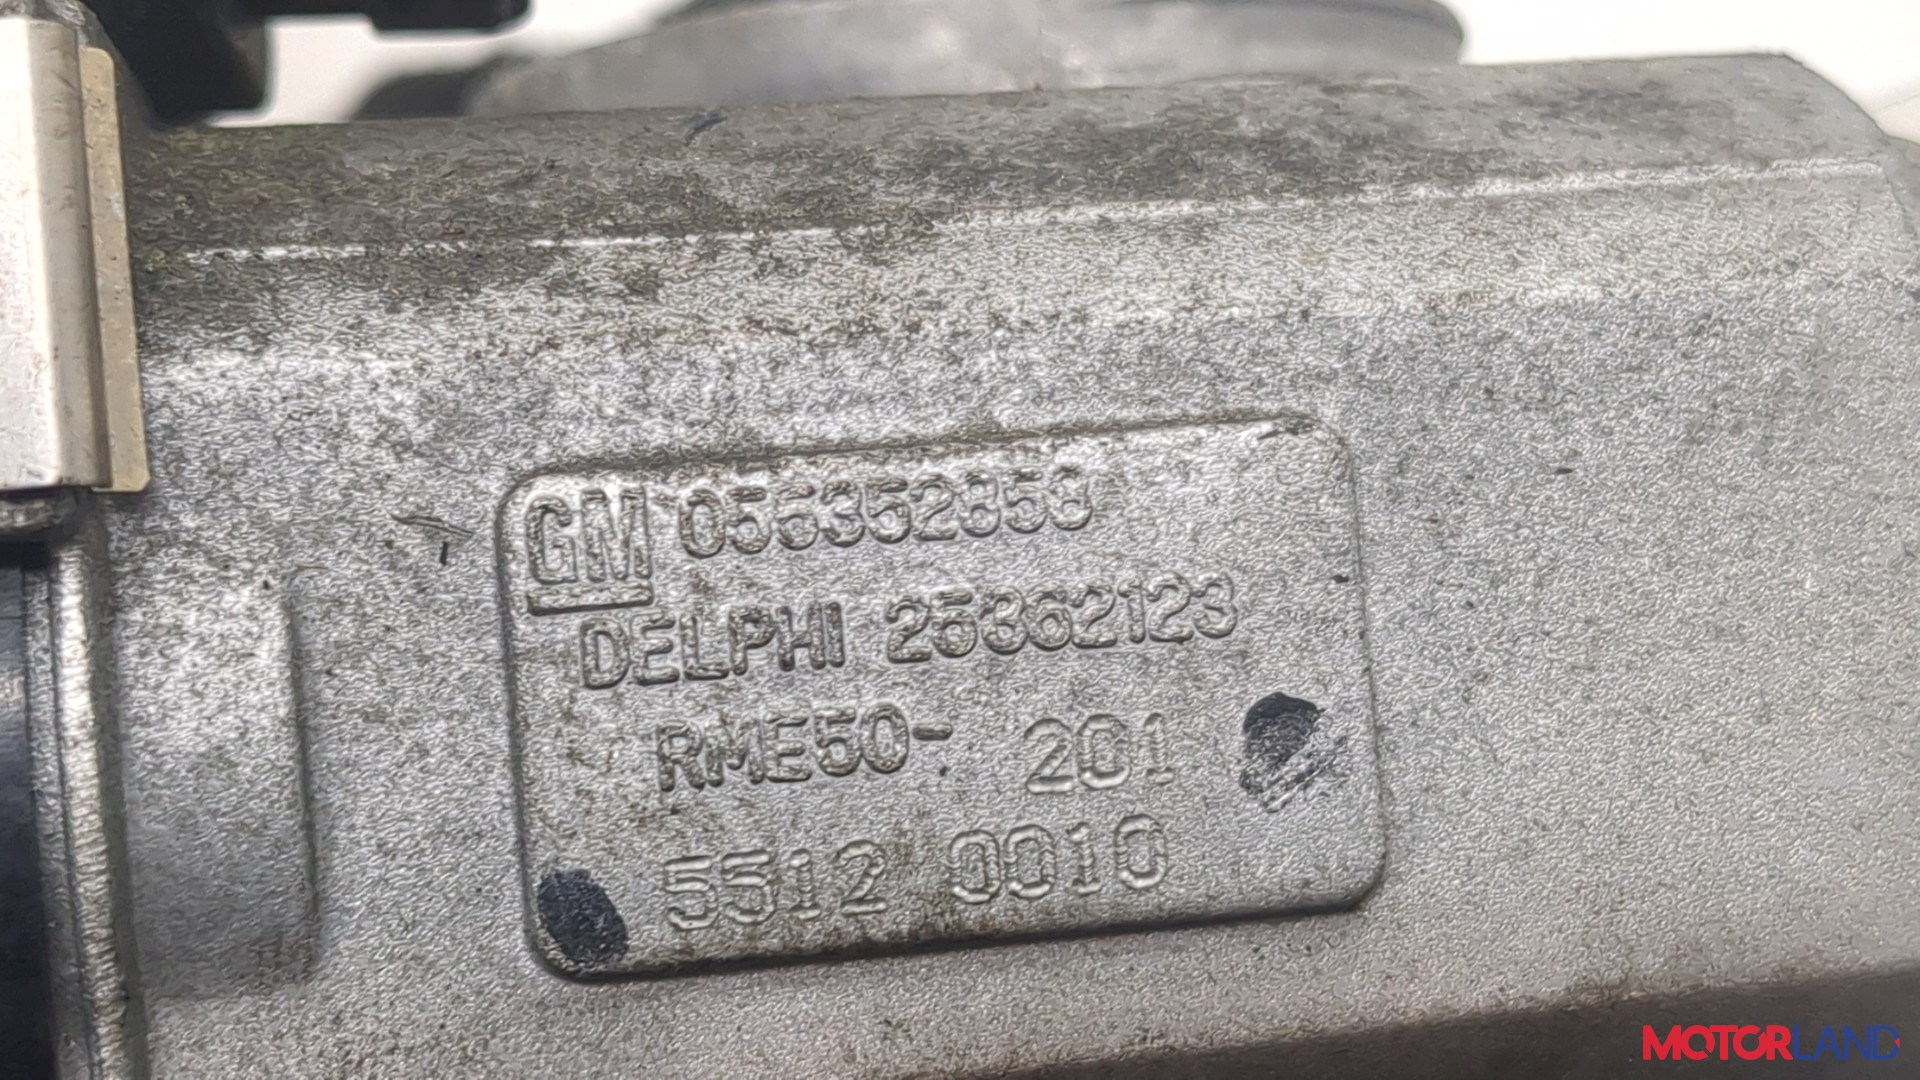 GM 055352858
DELPHI 25362123
RME50- 201
5512 0010
MOTORLAND